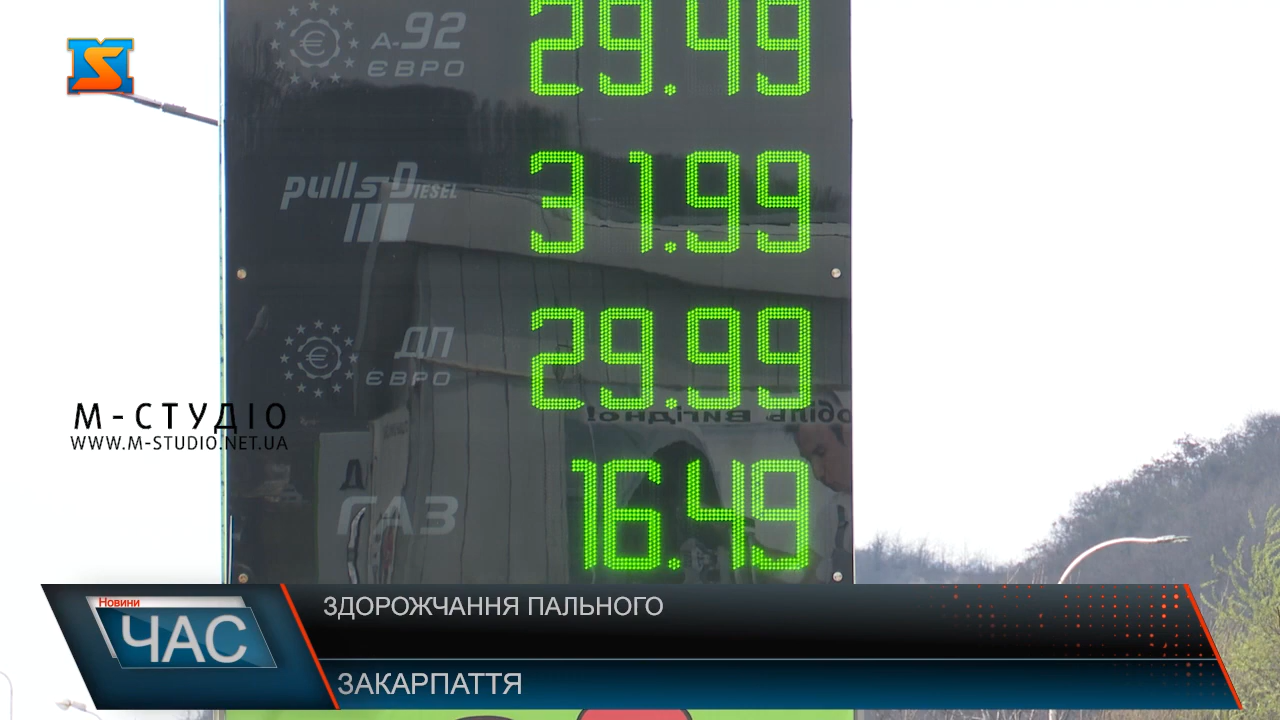 А-92
ЄВРО
29.49
pulls DIESEL
31.99
ДП
ЄВРО
29.99
Вигідно!
М-СТУДІО
WWW.M-STUDIO.NET.UA
ГАЗ
16.49
Новини
ЧАС
ЗДОРОЖЧАННЯ ПАЛЬНОГО
ЗАКАРПАТТЯ